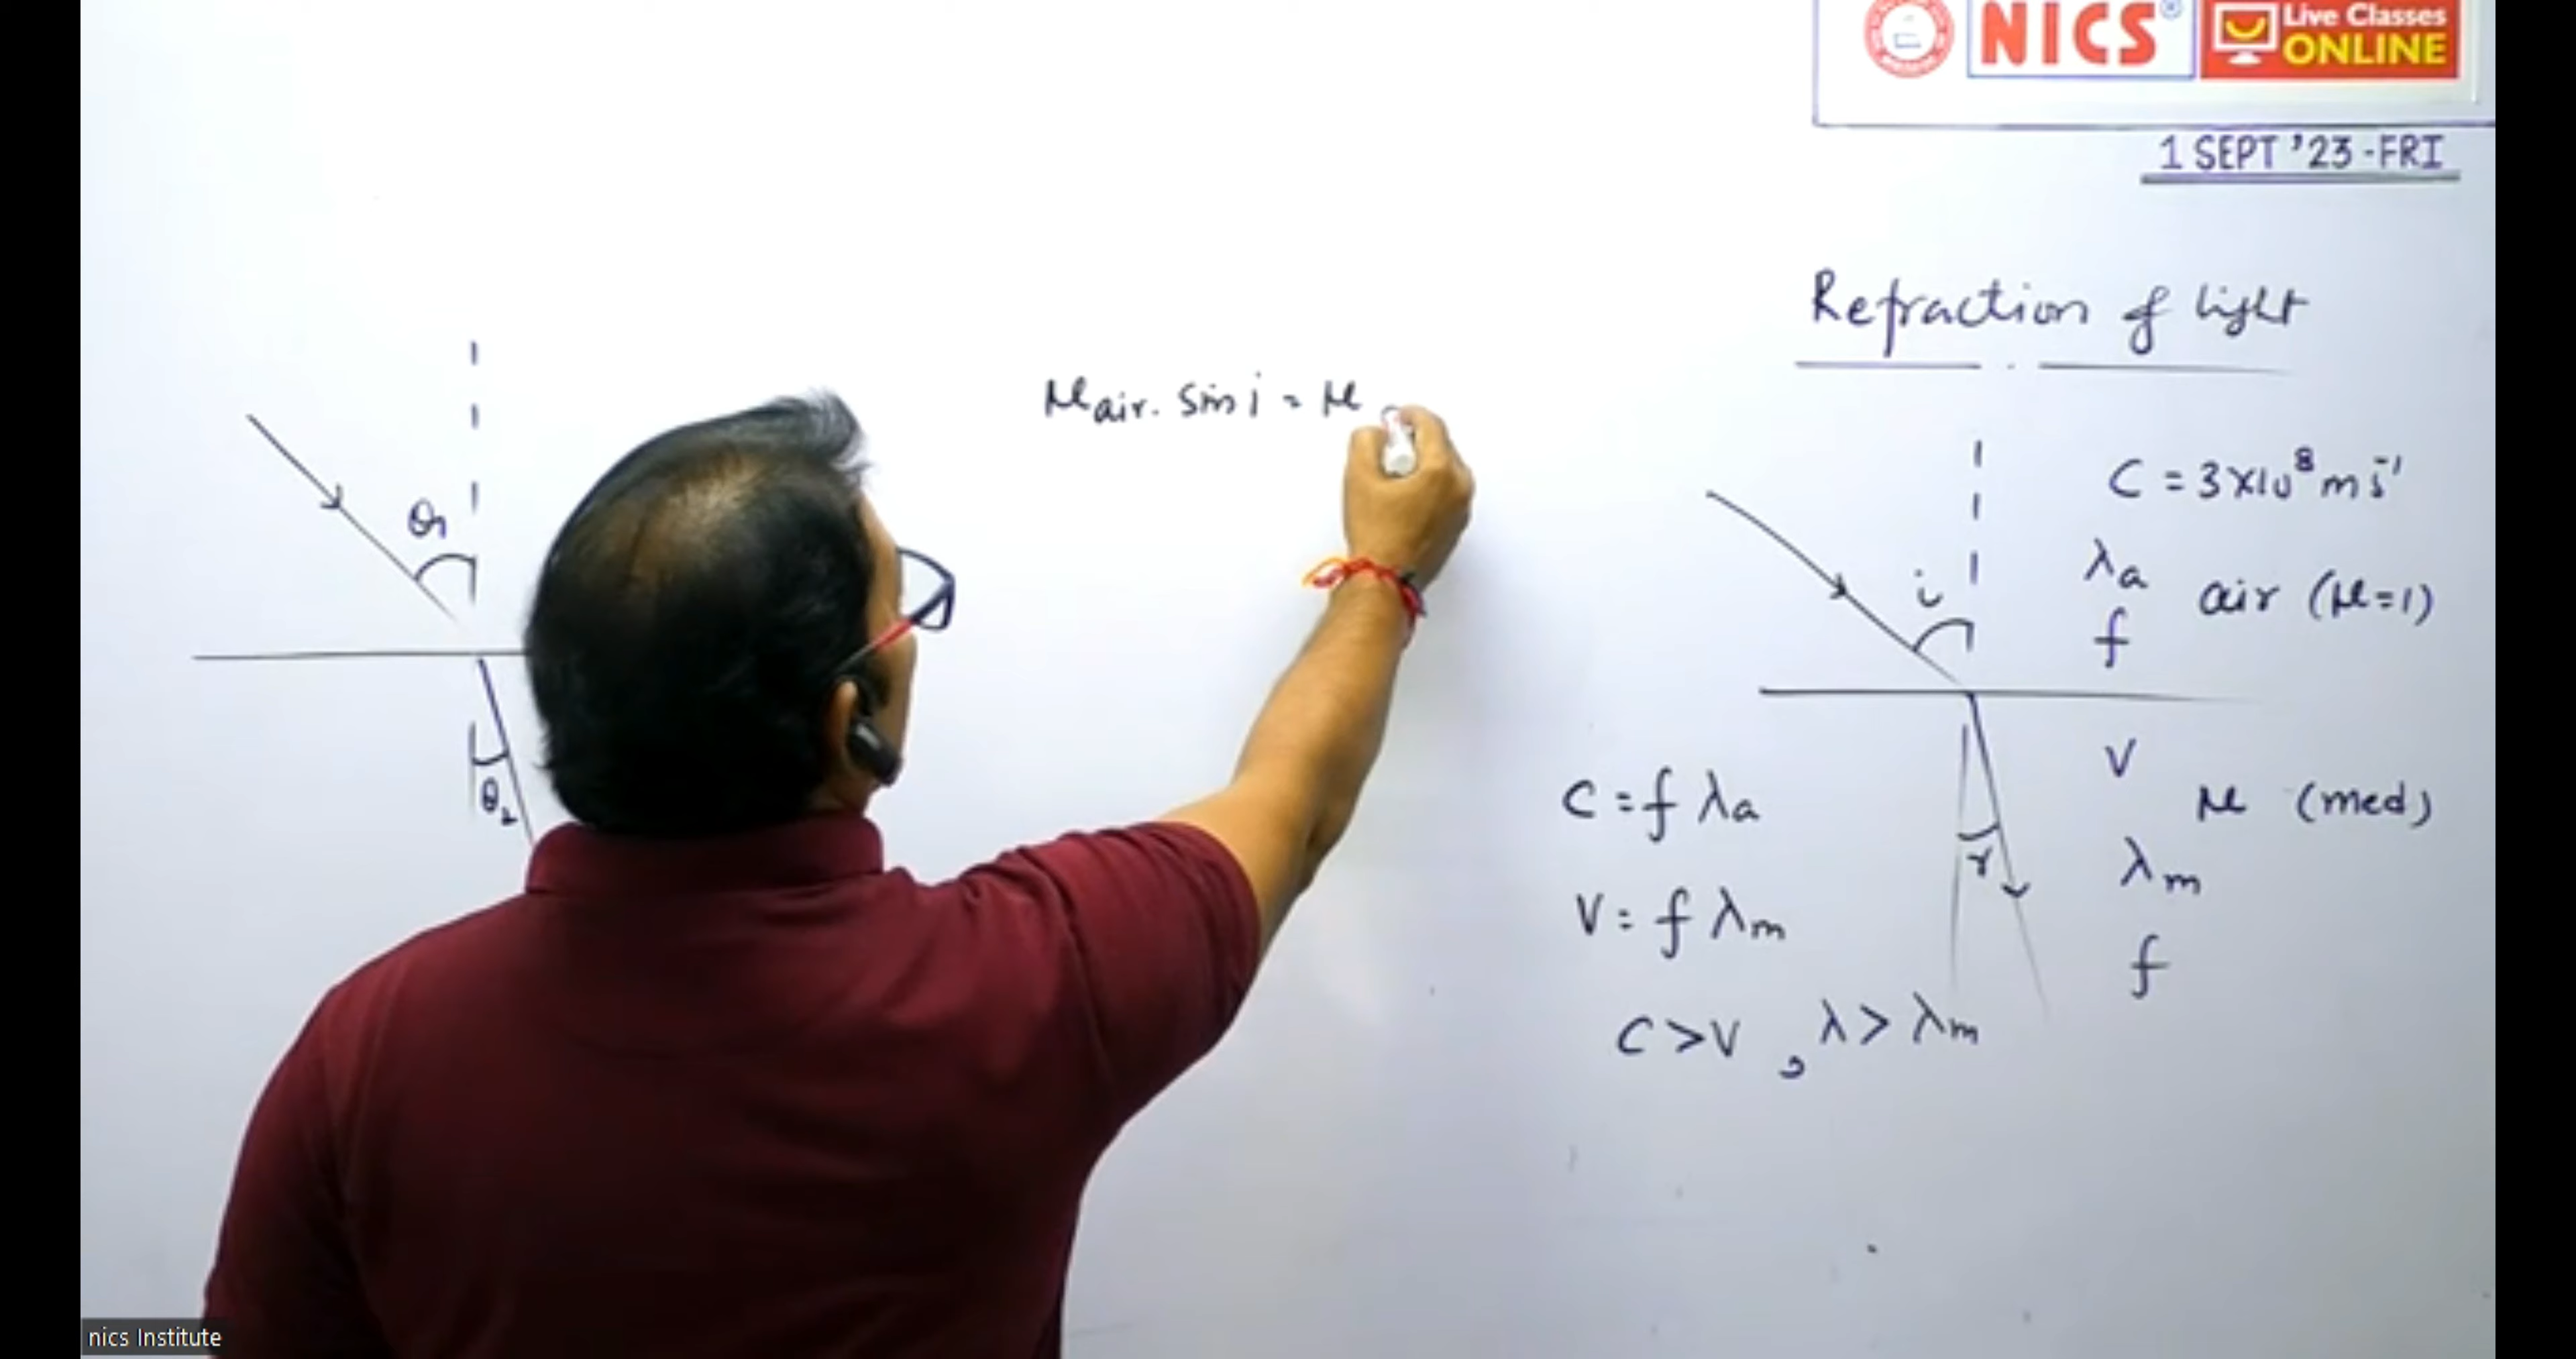 NICS®
Live Classes
ONLINE
1 SEPT '23 -FRI
Refraction of light
θ1
θ2
μair. sin i = μ
i
C = 3×10⁸ m s⁻¹
λa
air (μ=1)
f
V
μ (med)
λm
f
r
C = f λa
V = f λm
C > V , λ > λm
nics Institute